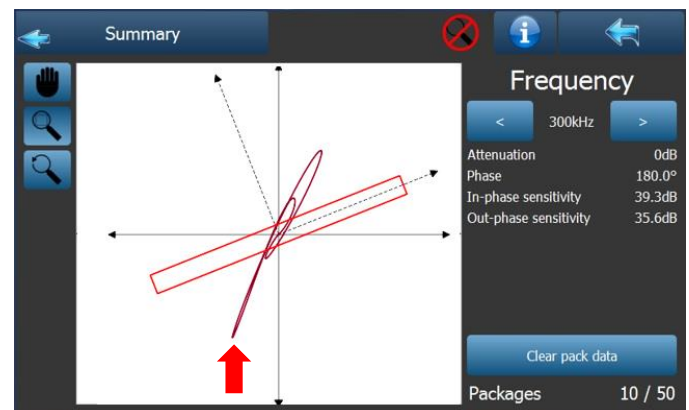 Summary
Frequency
< 300kHz >
Attenuation 0dB
Phase 180.0°
In-phase sensitivity 39.3dB
Out-phase sensitivity 35.6dB
Clear pack data
Packages 10 / 50